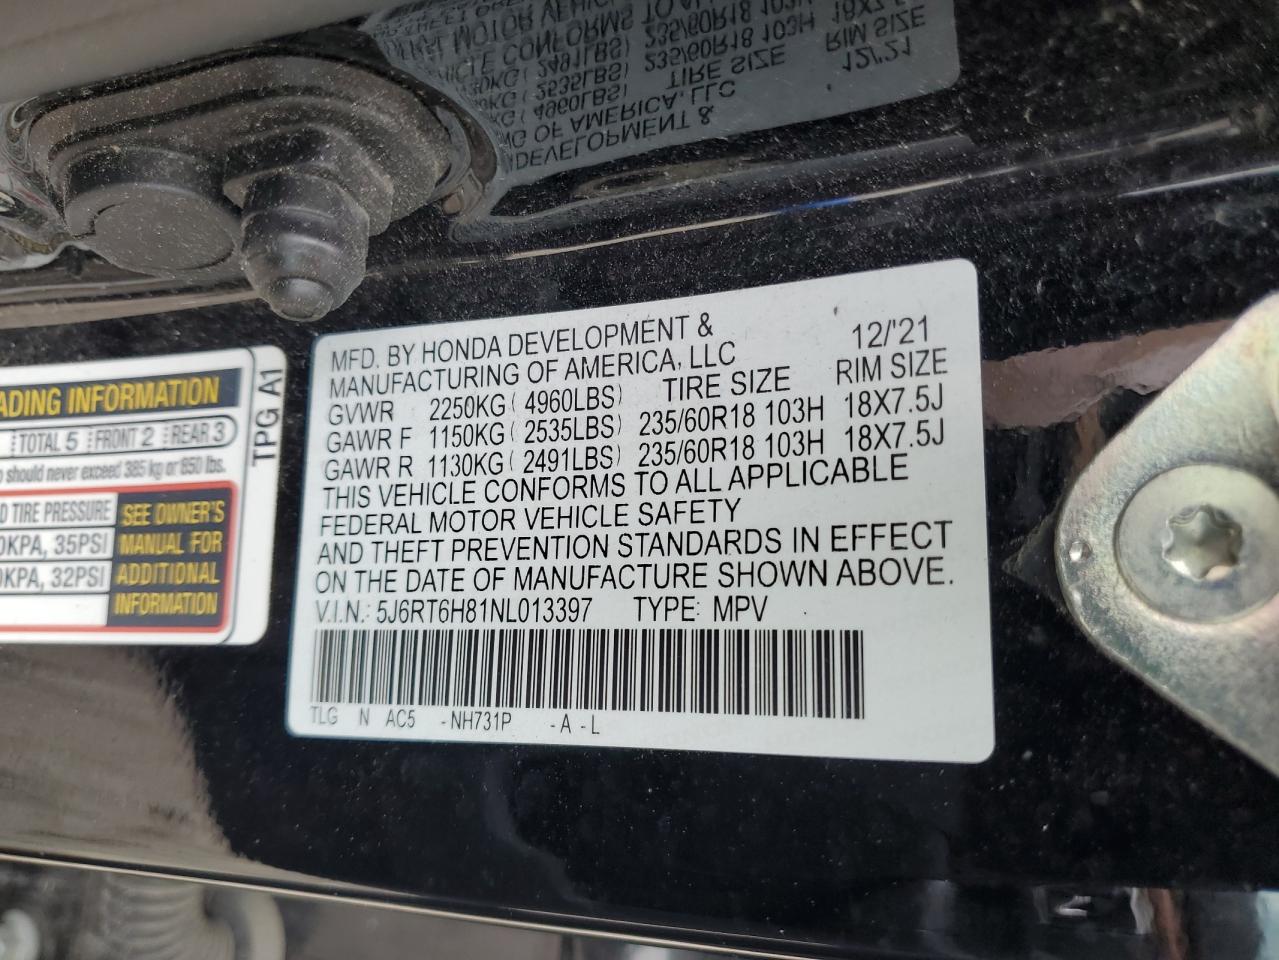 ADING INFORMATION
TOTAL 5 FRONT 2 REAR 3
should never exceed 385 kg or 850 lbs.
TIRE PRESSURE
SEE OWNER'S
0KPA, 35PSI
MANUAL FOR
0KPA, 32PSI
ADDITIONAL
INFORMATION
TPG A1
MFD. BY HONDA DEVELOPMENT & 12/'21
MANUFACTURING OF AMERICA, LLC
TIRE SIZE RIM SIZE
GVWR 2250KG ( 4960LBS)
GAWR F 1150KG ( 2535LBS) 235/60R18 103H 18X7.5J
GAWR R 1130KG ( 2491LBS) 235/60R18 103H 18X7.5J
THIS VEHICLE CONFORMS TO ALL APPLICABLE
FEDERAL MOTOR VEHICLE SAFETY
AND THEFT PREVENTION STANDARDS IN EFFECT
ON THE DATE OF MANUFACTURE SHOWN ABOVE.
V.I.N.: 5J6RT6H81NL013397 TYPE: MPV
TLG N AC5 -NH731P -A-L